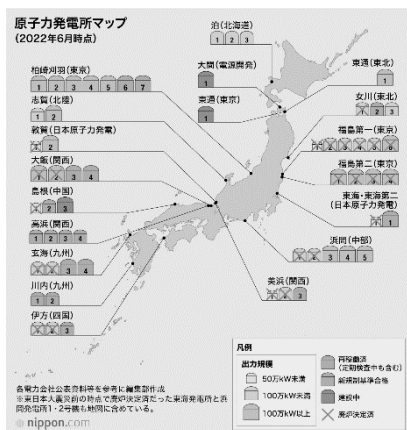 原子力発電所マップ
(2022年6月時点)
泊(北海道)
1 2 3
大間(電源開発)
1
東通(東京)
1
東通(東北)
1
女川(東北)
1 2 3
福島第一(東京)
1 2 3 4 5 6
福島第二(東京)
1 2 3 4
東海・東海第二
(日本原子力発電)
1
浜岡(中部)
1 2 3 4 5
美浜(関西)
1 2 3
柏崎刈羽(東京)
1 2 3 4 5 6 7
志賀(北陸)
1 2
敦賀(日本原子力発電)
1 2
大飯(関西)
1 2 3 4
島根(中国)
1 2 3
高浜(関西)
1 2 3 4
玄海(九州)
1 2 3 4
川内(九州)
1 2
伊方(四国)
1 2 3
凡例
出力規模
50万kW未満
100万kW未満
100万kW以上
再稼働済
(定期検査中も含む)
新規制基準合格
建設中
廃炉決定済
各電力会社公表資料等を参考に編集部作成
※東日本大震災前の時点で廃炉決定済だった東海発電所と浜
岡発電所1・2号機も地図に含めている。
nippon.com